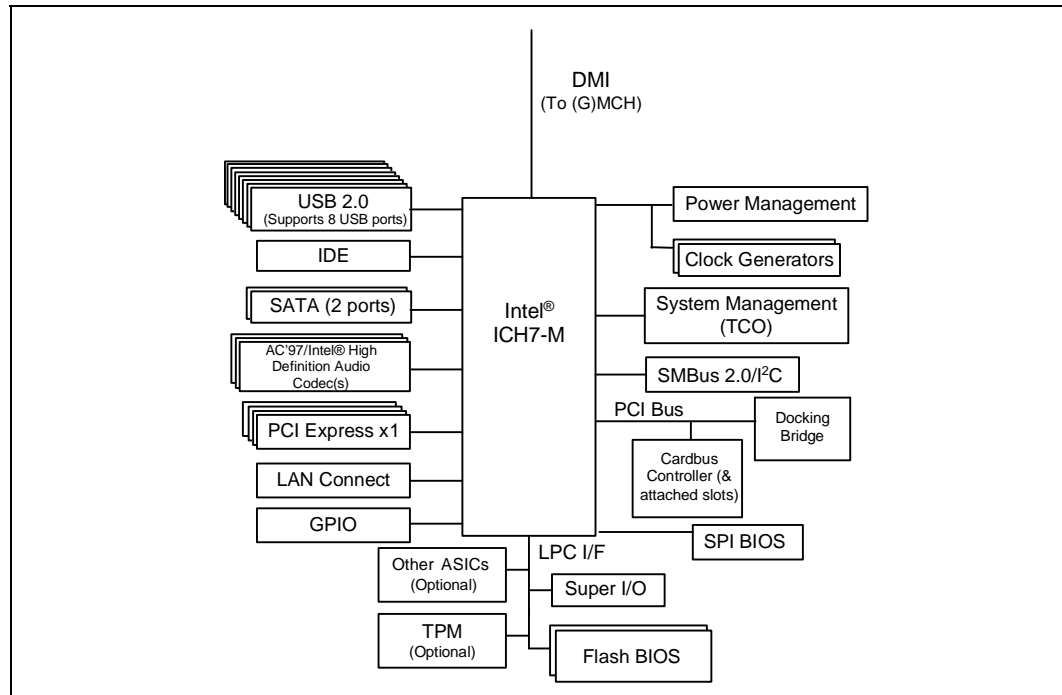 DMI
(To (G)MCH)
USB 2.0
(Supports 8 USB ports)
IDE
SATA (2 ports)
AC'97/Intel® High
Definition Audio
Codec(s)
PCI Express x1
LAN Connect
GPIO
Intel®
ICH7-M
Power Management
Clock Generators
System Management
(TCO)
SMBus 2.0/I²C
PCI Bus
Docking
Bridge
Cardbus
Controller (&
attached slots)
SPI BIOS
LPC I/F
Other ASICs
(Optional)
Super I/O
TPM
(Optional)
Flash BIOS